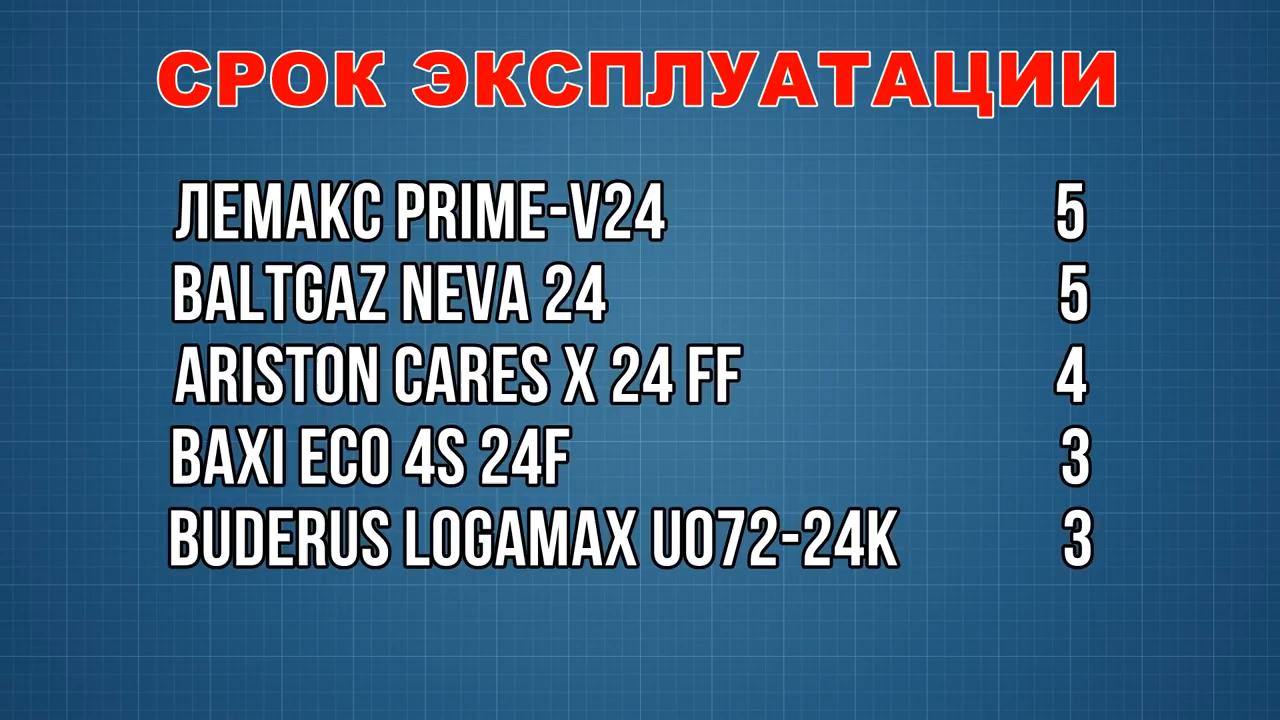 СРОК ЭКСПЛУАТАЦИИ
ЛЕМАКС PRIME-V24 5
BALTGAZ NEVA 24 5
ARISTON CARES X 24 FF 4
BAXI ECO 4S 24F 3
BUDERUS LOGAMAX U072-24K 3